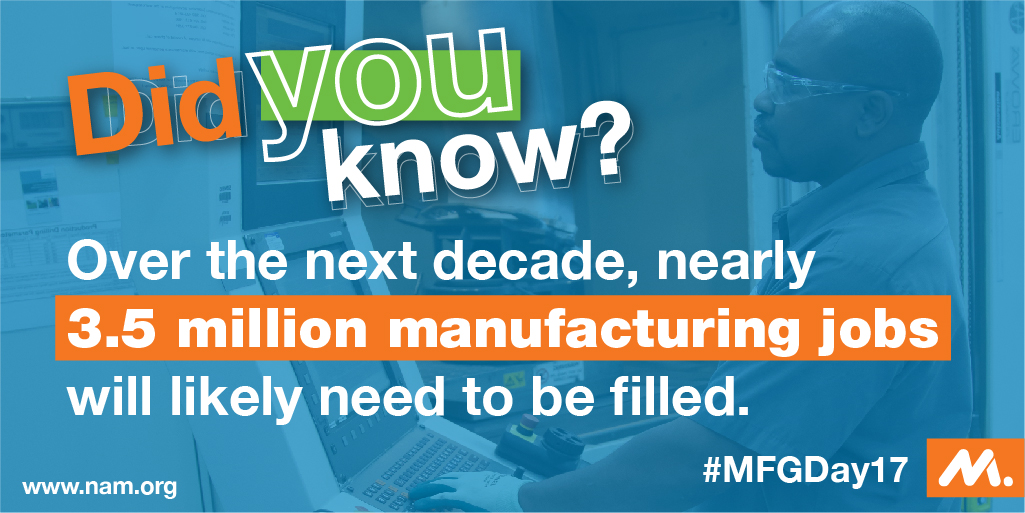 Did you
know?
Over the next decade, nearly
3.5 million manufacturing jobs
will likely need to be filled.
#MFGDay17
M.
www.nam.org